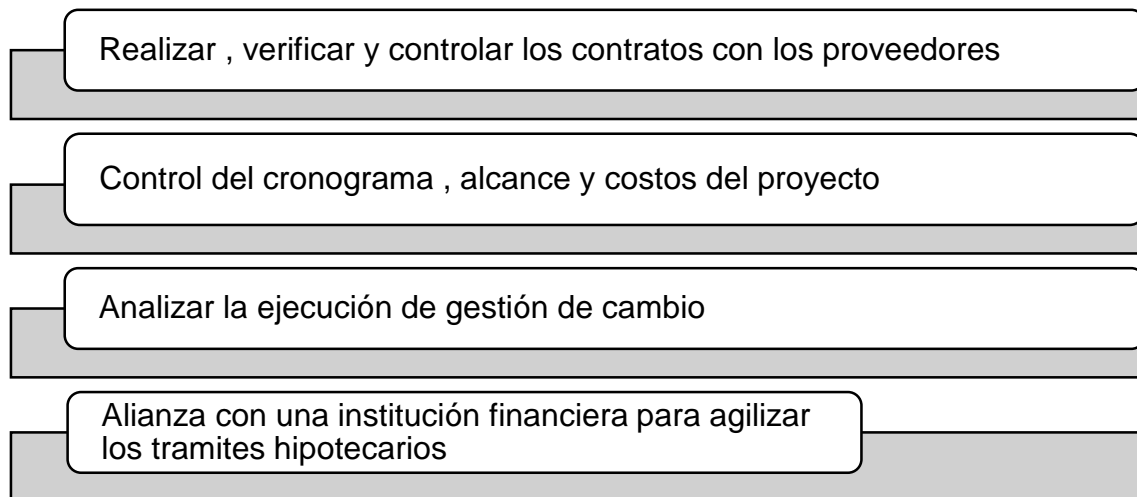 Realizar , verificar y controlar los contratos con los proveedores
Control del cronograma , alcance y costos del proyecto
Analizar la ejecución de gestión de cambio
Alianza con una institución financiera para agilizar
los tramites hipotecarios